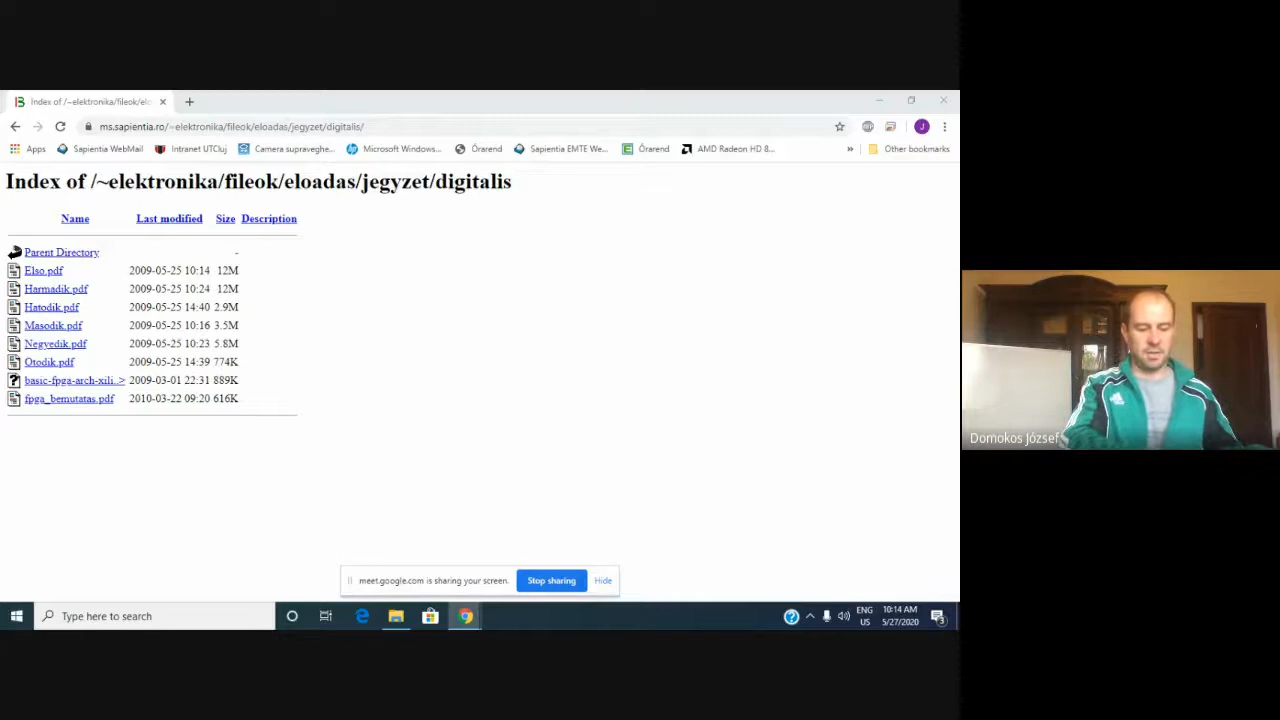 Index of /~elektronika/fileok/elo
ms.sapientia.ro/~elektronika/fileok/eloadas/jegyzet/digitalis/
Apps Sapientia WebMail Intranet UTCluj Camera supraveghe... Microsoft Windows... Órarend Sapientia EMTE We... Órarend AMD Radeon HD 8... » Other bookmarks
Index of /~elektronika/fileok/eloadas/jegyzet/digitalis
Name Last modified Size Description
Parent Directory -
Elso.pdf 2009-05-25 10:14 12M
Harmadik.pdf 2009-05-25 10:24 12M
Hatodik.pdf 2009-05-25 14:40 2.9M
Masodik.pdf 2009-05-25 10:16 3.5M
Negyedik.pdf 2009-05-25 10:23 5.8M
Otodik.pdf 2009-05-25 14:39 774K
basic-fpga-arch-xili..> 2009-03-01 22:31 889K
fpga_bemutatas.pdf 2010-03-22 09:20 616K
Domokos József
meet.google.com is sharing your screen. Stop sharing Hide
Type here to search
ENG 10:14 AM
US 5/27/2020